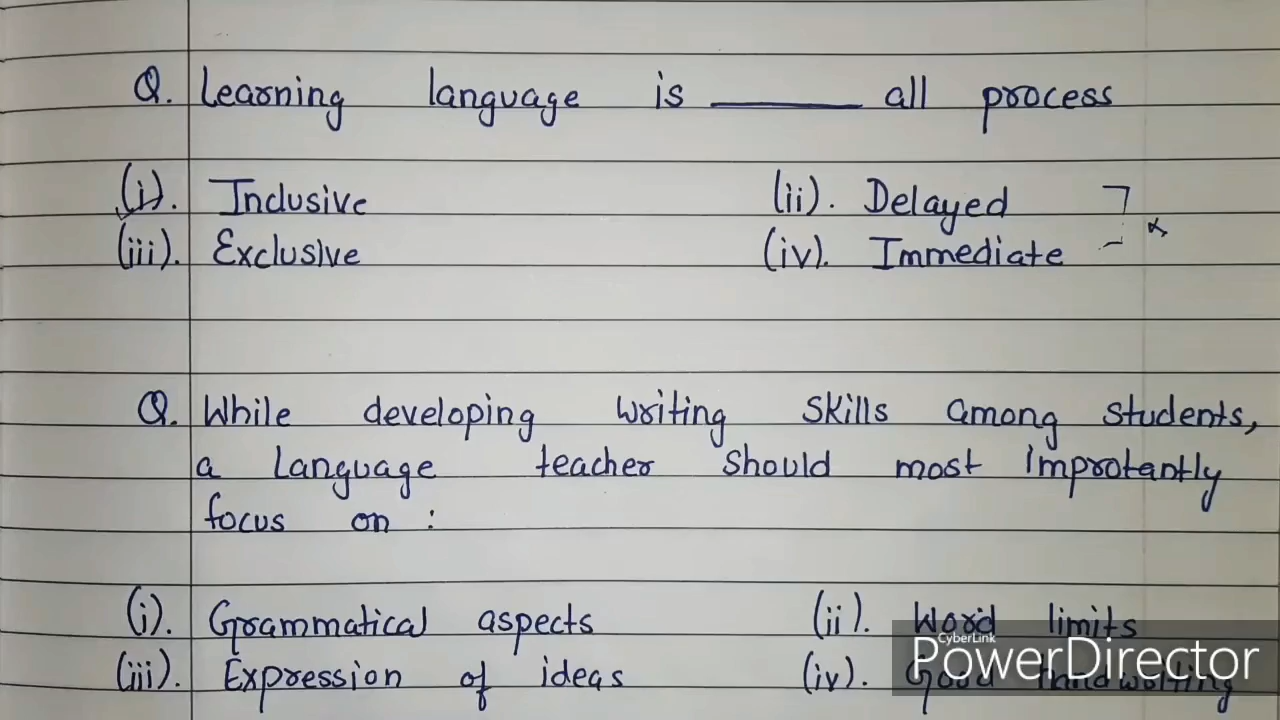 Q. Learning language is ______ all process
(i). Inclusive (ii). Delayed
(iii). Exclusive (iv). Immediate
Q. While developing writing skills among students,
a language teacher should most improtantly
focus on :
(i). Grammatical aspects (ii). Word limits
(iii). Expression of ideas (iv). Good handwriting
CyberLink
PowerDirector